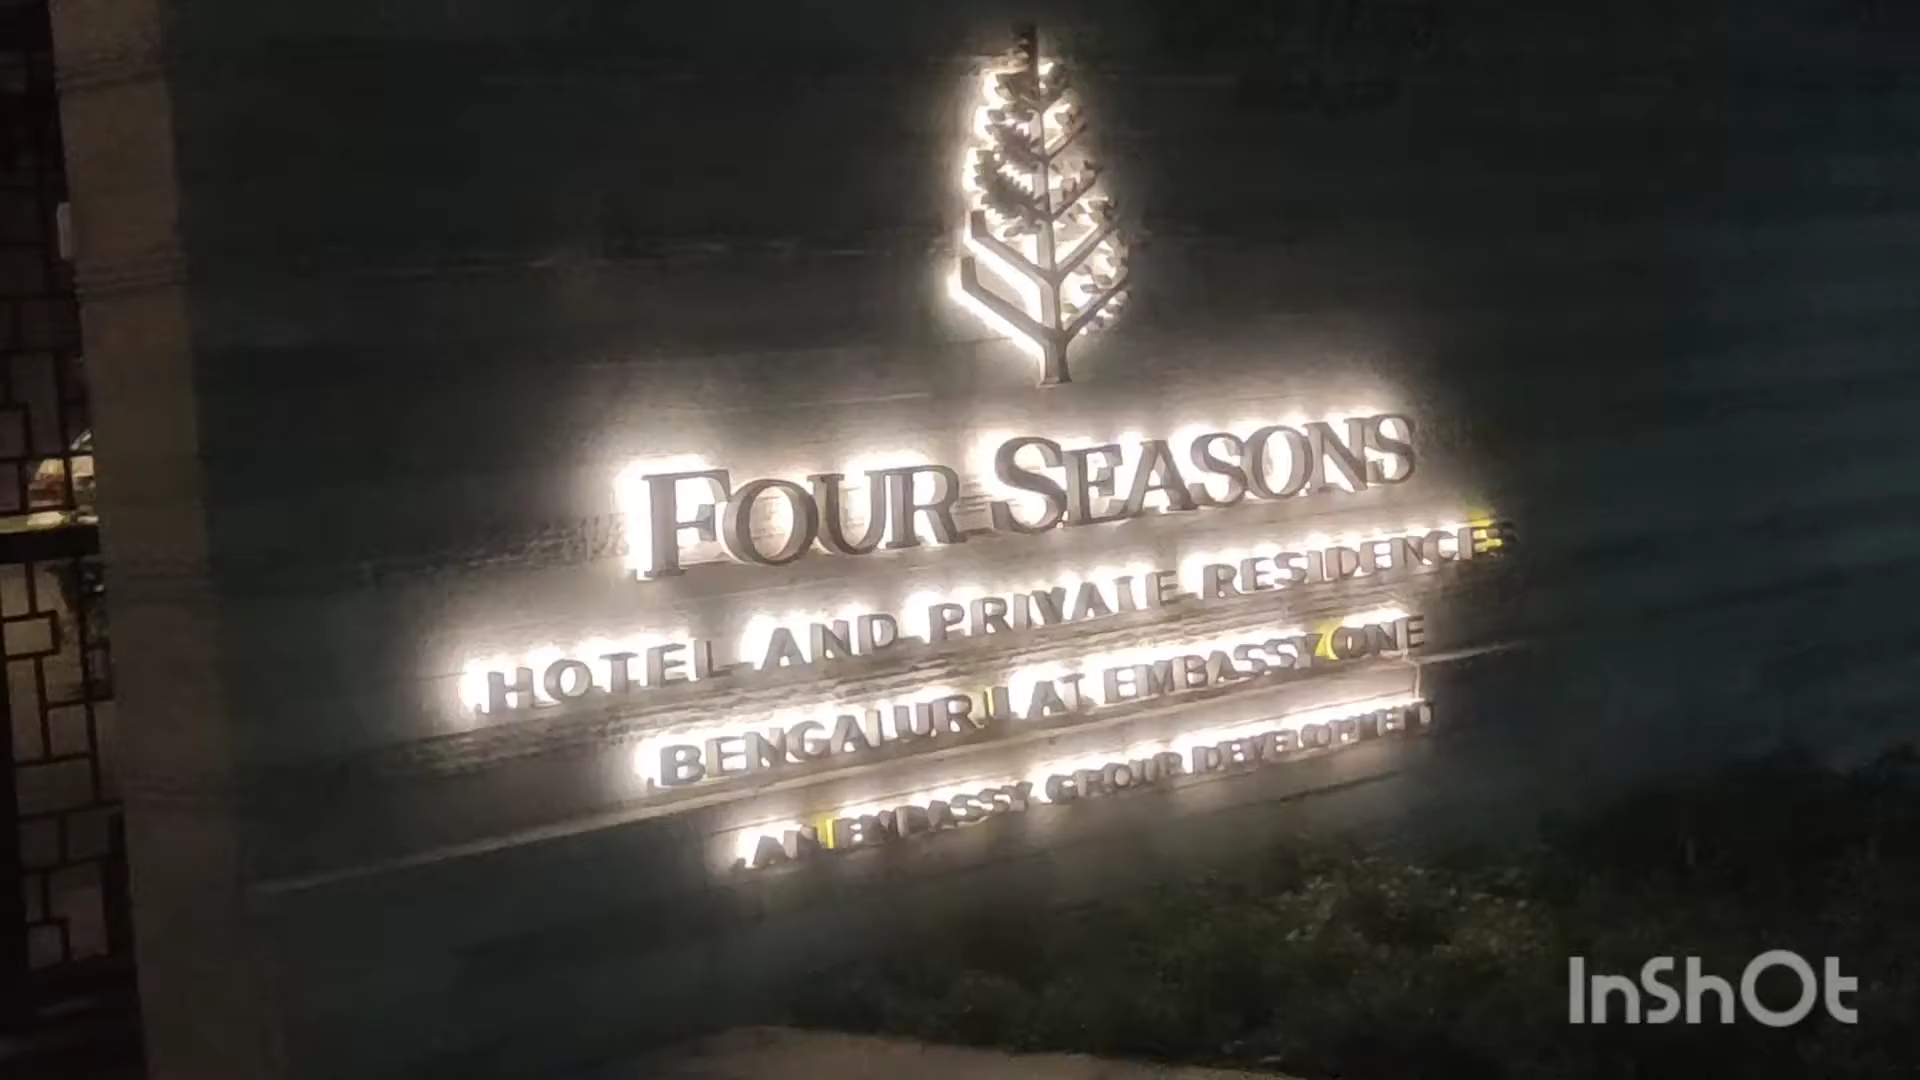 FOUR SEASONS
HOTEL AND PRIVATE RESIDENCES
BENGALURU AT EMBASSY ONE
AN EMBASSY GROUP DEVELOPMENT
InShOt